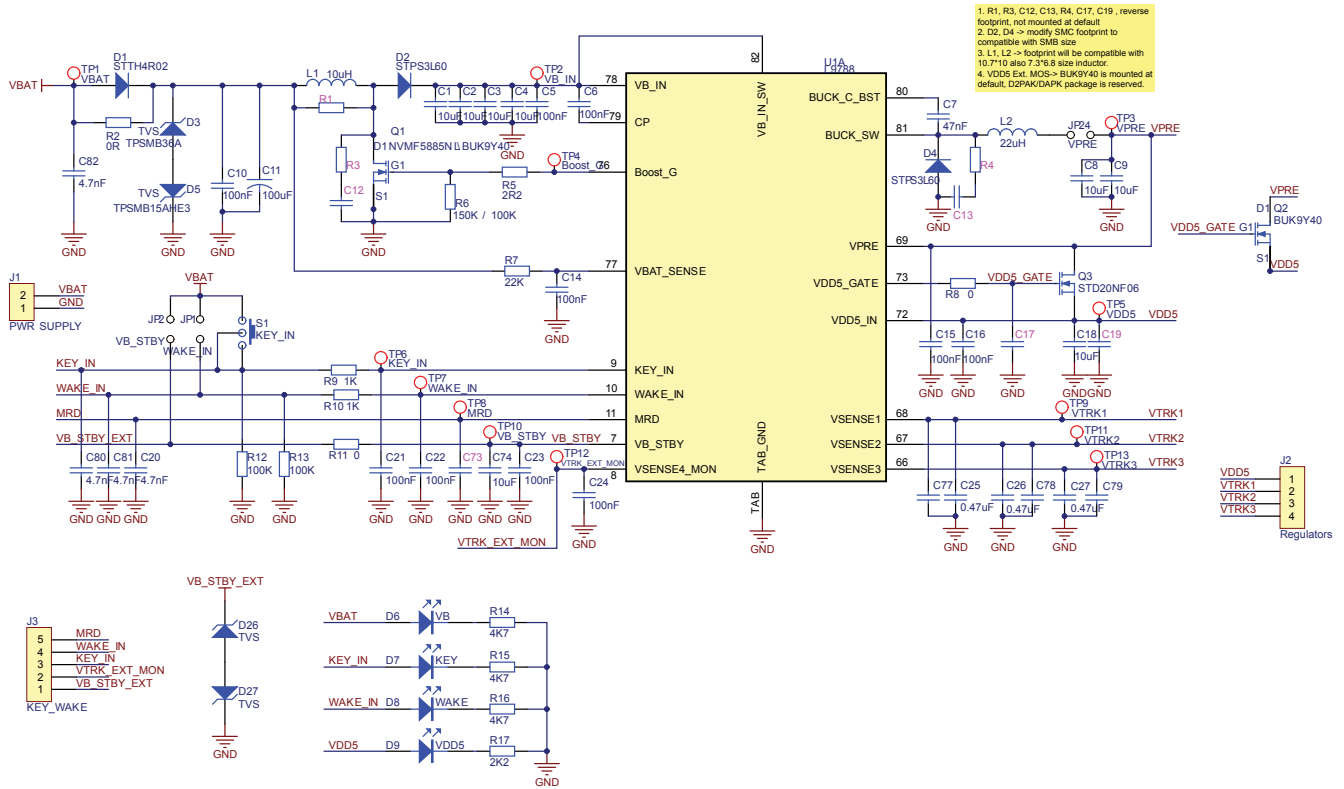 1. R1, R3, C12, C13, R4, C17, C19 , reverse
footprint, not mounted at default
2. D2, D4 -> modify SMC footprint to
compatible with SMB size
3. L1, L2 -> footprint will be compatible with
10.7*10 also 7.3*6.8 size inductor.
4. VDD5 Ext. MOS-> BUK9Y40 is mounted at
default, D2PAK/DAPK package is reserved.
VBAT
TP1
VBAT
D1
STTH4R02
R2
0R
C82
4.7nF
GND
TVS
D3
TPSMB36A
D5
TVS
TPSMB15AHE3
GND
C10
100nF
C11
100uF
GND
L1 10uH
R1
D2
STPS3L60
Q1
D1 NVMF5885NL\BUK9Y40
G1
S1
R3
C12
GND
R6
150K / 100K
R5
2R2
TP4
Boost_G
C1
10uF
C2
10uF
C3
10uF
C4
10uF
C5
100nF
GND
TP2
VB_IN
C6
100nF
R7
22K
C14
100nF
GND
U1A
L9788
82
VB_IN_SW
78
VB_IN
79
CP
66
Boost_G
77
VBAT_SENSE
9
KEY_IN
10
WAKE_IN
11
MRD
7
VB_STBY
8
VSENSE4_MON
TAB_GND
TAB
GND
BUCK_C_BST
80
BUCK_SW
81
VPRE
69
VDD5_GATE
73
VDD5_IN
72
VSENSE1
68
VSENSE2
67
VSENSE3
66
C7
47nF
L2
22uH
JP24
VPRE
TP3
VPRE
VPRE
D4
STPS3L60
R4
C13
GND
C8
10uF
C9
10uF
GND
VPRE
D1 Q2
BUK9Y40
VDD5_GATE G1
S1
VDD5
R8 0
VDD5_GATE
Q3
STD20NF06
TP5
VDD5
VDD5
C15
100nF
C16
100nF
C17
C18
10uF
C19
GND
GND
GND
GND
GND
TP9
VTRK1
VTRK1
TP11
VTRK2
VTRK2
TP13
VTRK3
VTRK3
C77
C25
0.47uF
C26
C78
0.47uF
C27
C79
0.47uF
GND
GND
GND
J2
VDD5
1
VTRK1
2
VTRK2
3
VTRK3
4
Regulators
J1
2
VBAT
1
GND
PWR SUPPLY
VBAT
JP2
JP1
S1
KEY_IN
VB_STBY
WAKE_IN
KEY_IN
WAKE_IN
MRD
VB_STBY_EXT
R9 1K
R10 1K
R11 0
TP6
KEY_IN
TP7
WAKE_IN
TP8
MRD
TP10
VB_STBY
VB_STBY
TP12
VTRK_EXT_MON
C80
4.7nF
C81
4.7nF
C20
4.7nF
GND
GND
GND
R12
100K
R13
100K
GND
GND
C21
100nF
C22
100nF
C73
C74
10uF
C23
100nF
GND
GND
GND
GND
GND
C24
100nF
GND
VTRK_EXT_MON
VB_STBY_EXT
D26
TVS
D27
TVS
GND
J3
5
MRD
4
WAKE_IN
3
KEY_IN
2
VTRK_EXT_MON
1
VB_STBY_EXT
KEY_WAKE
VBAT
D6
VB
R14
4K7
KEY_IN
D7
KEY
R15
4K7
WAKE_IN
D8
WAKE
R16
4K7
VDD5
D9
VDD5
R17
2K2
GND